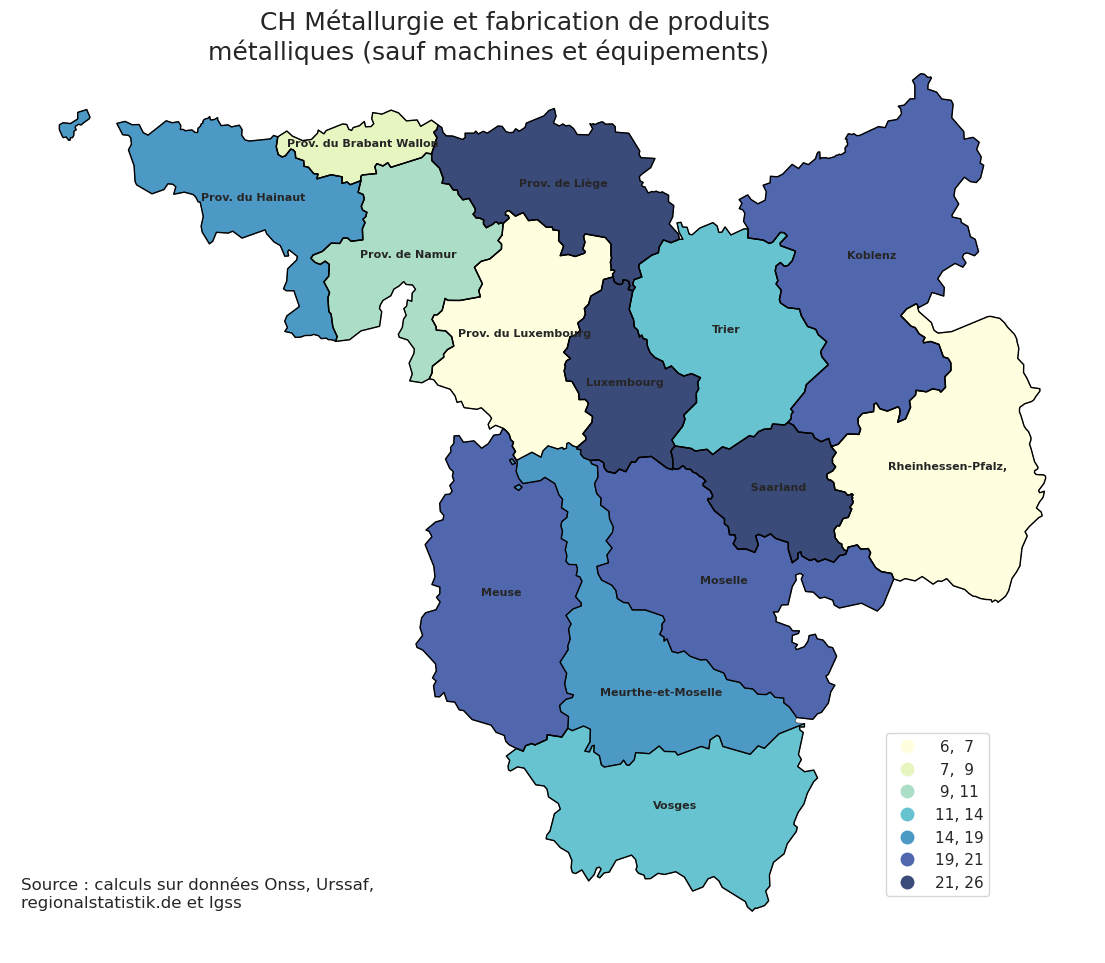 CH Métallurgie et fabrication de produits
métalliques (sauf machines et équipements)
Prov. du Brabant Wallon
Prov. de Liège
Prov. du Hainaut
Prov. de Namur
Koblenz
Trier
Prov. du Luxembourg
Luxembourg
Rheinhessen-Pfalz,
Saarland
Moselle
Meuse
Meurthe-et-Moselle
Vosges
6, 7
7, 9
9, 11
11, 14
14, 19
19, 21
21, 26
Source : calculs sur données Onss, Urssaf,
regionalstatistik.de et Igss